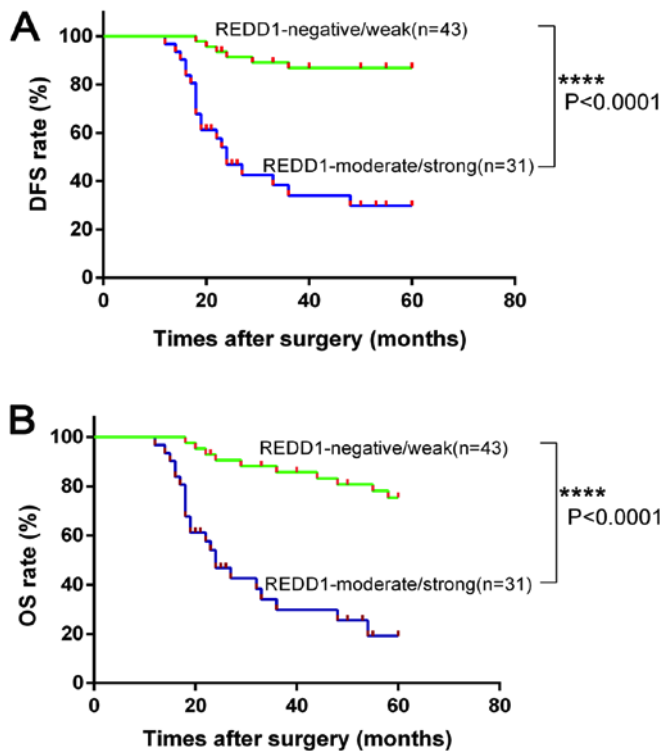 A
REDD1-negative/weak(n=43)
****
P<0.0001
REDD1-moderate/strong(n=31)
DFS rate (%)
100
80
60
40
20
0
0 20 40 60 80
Times after surgery (months)
B
REDD1-negative/weak(n=43)
****
P<0.0001
REDD1-moderate/strong(n=31)
OS rate (%)
100
80
60
40
20
0
0 20 40 60 80
Times after surgery (months)